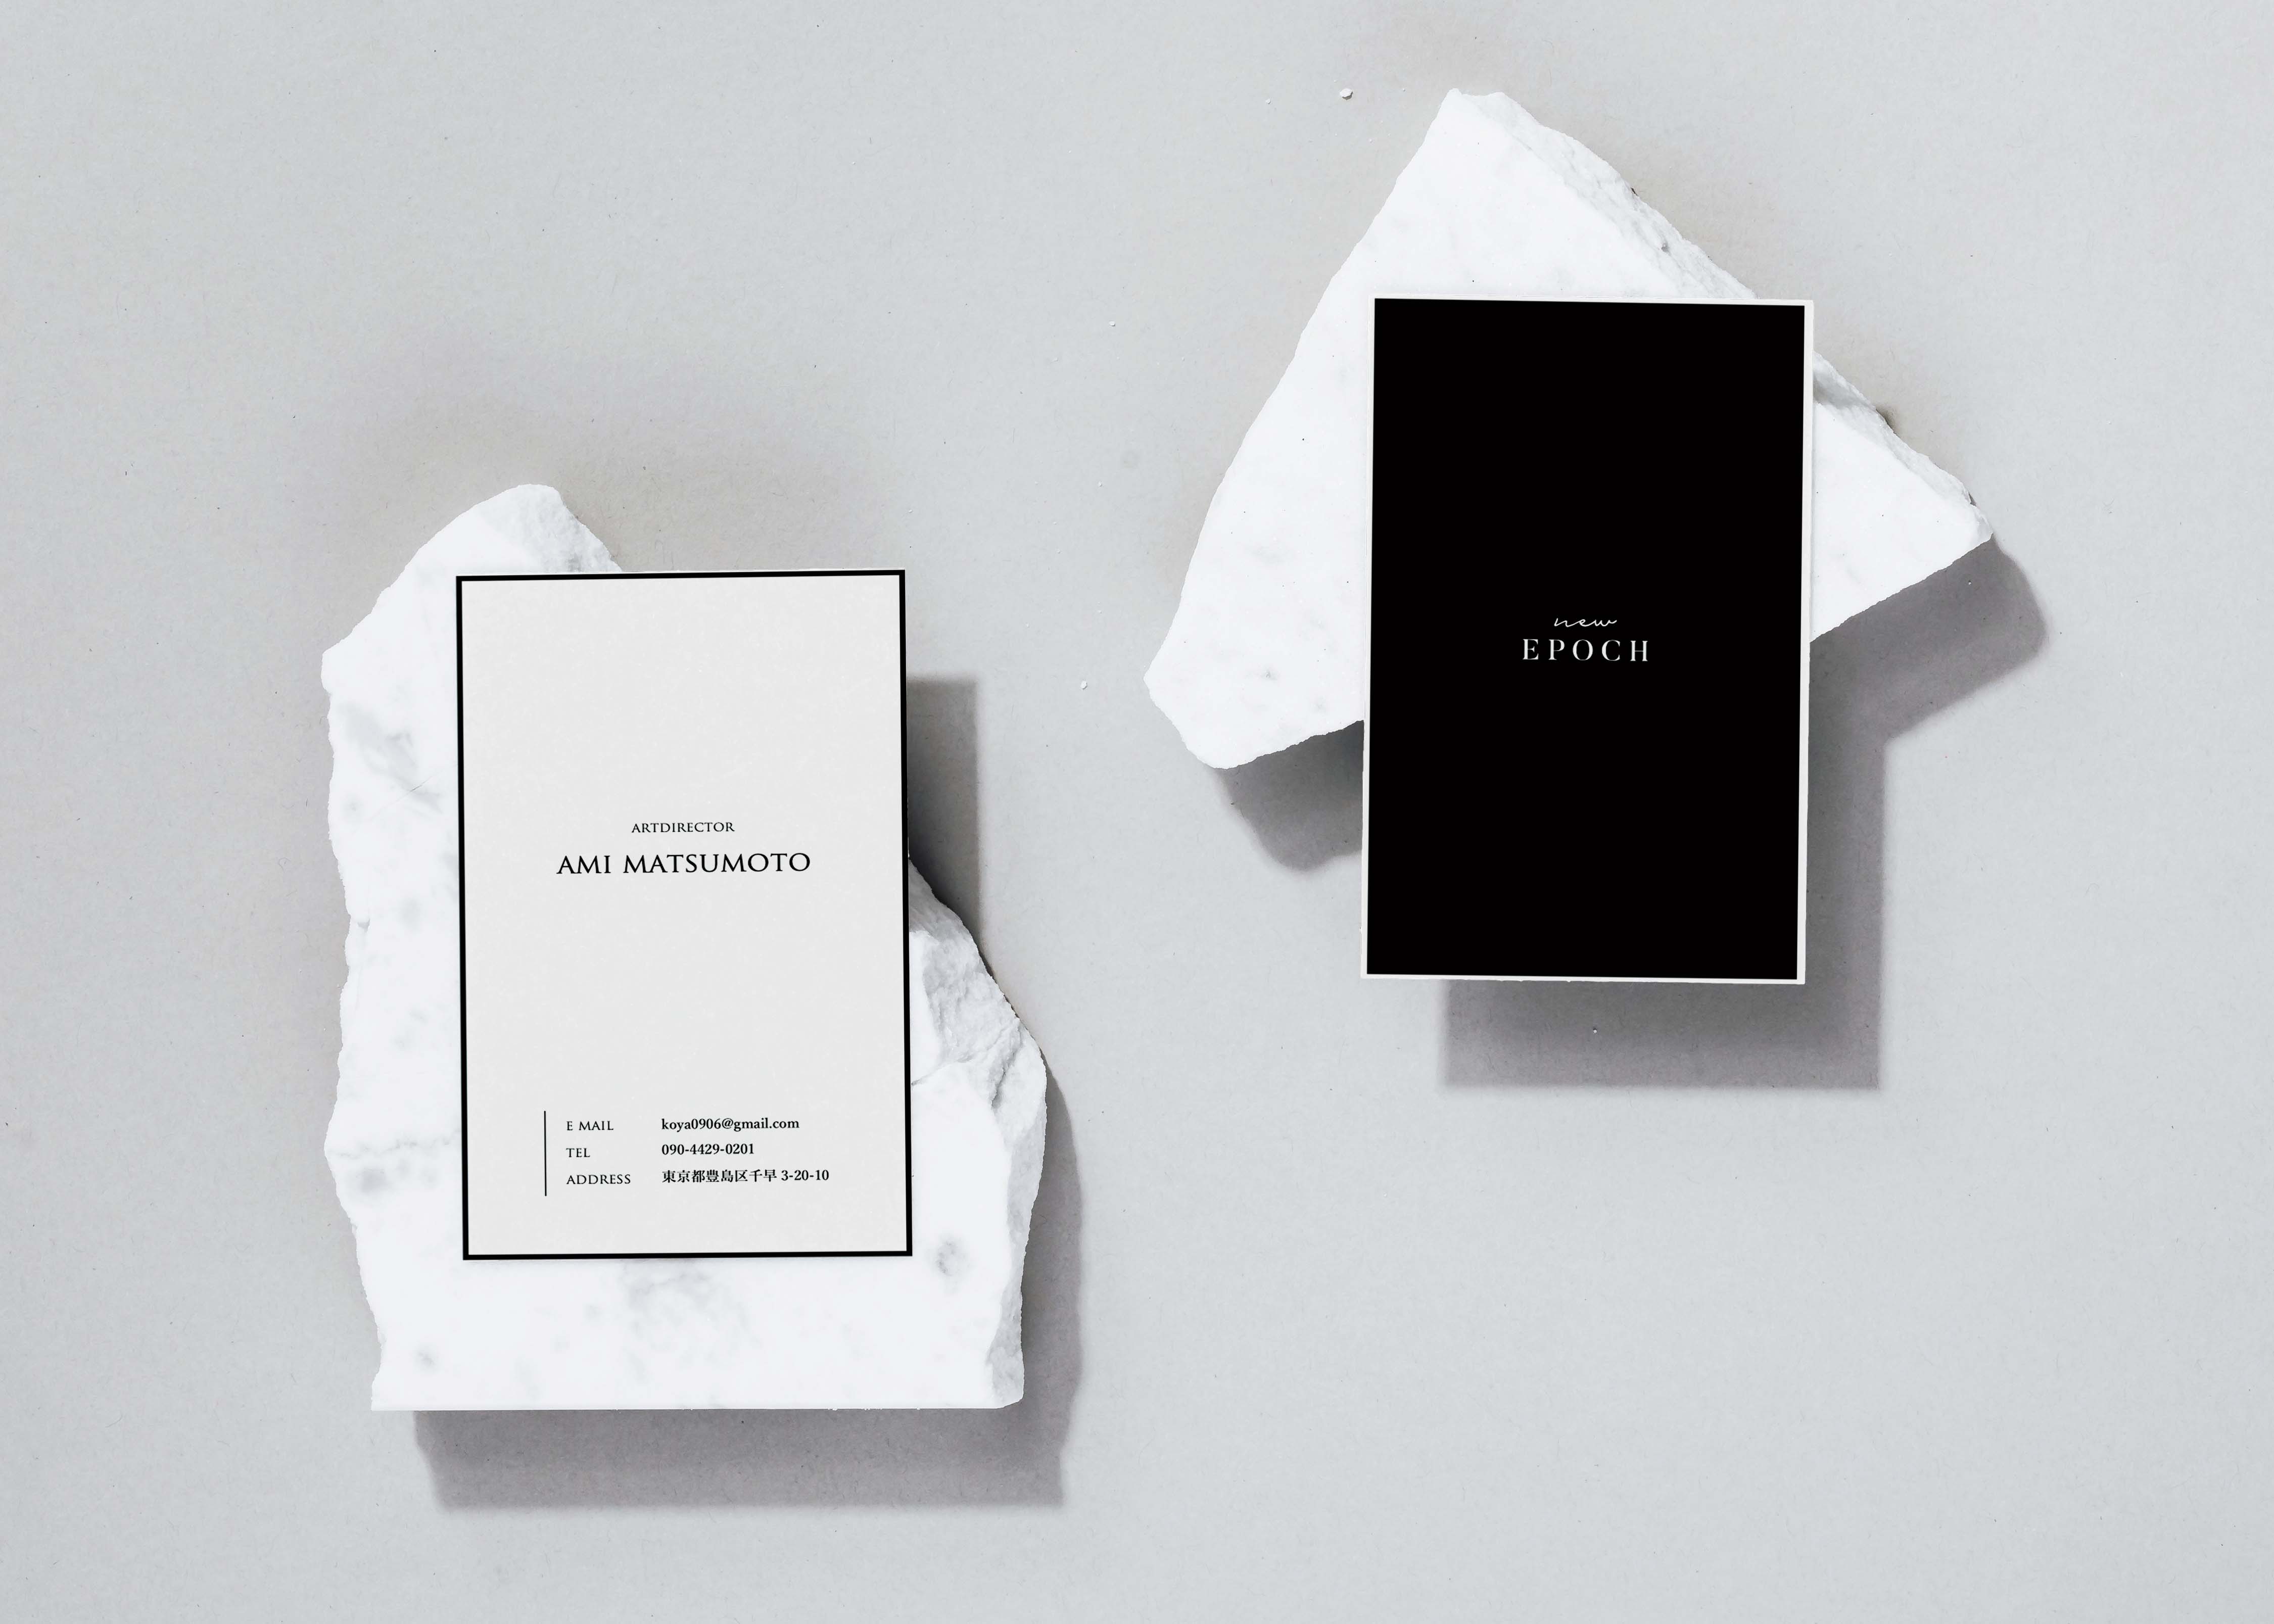 ARTDIRECTOR
AMI MATSUMOTO
E MAIL koya0906@gmail.com
TEL 090-4429-0201
ADDRESS 東京都豊島区千早 3-20-10
new
EPOCH